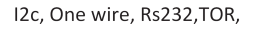 I2c, One wire, Rs232,TOR,